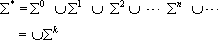 Σ* = Σ⁰ ∪ Σ¹ ∪ Σ² ∪ ⋯ Σⁿ ∪ ⋯
= ∪Σᵏ